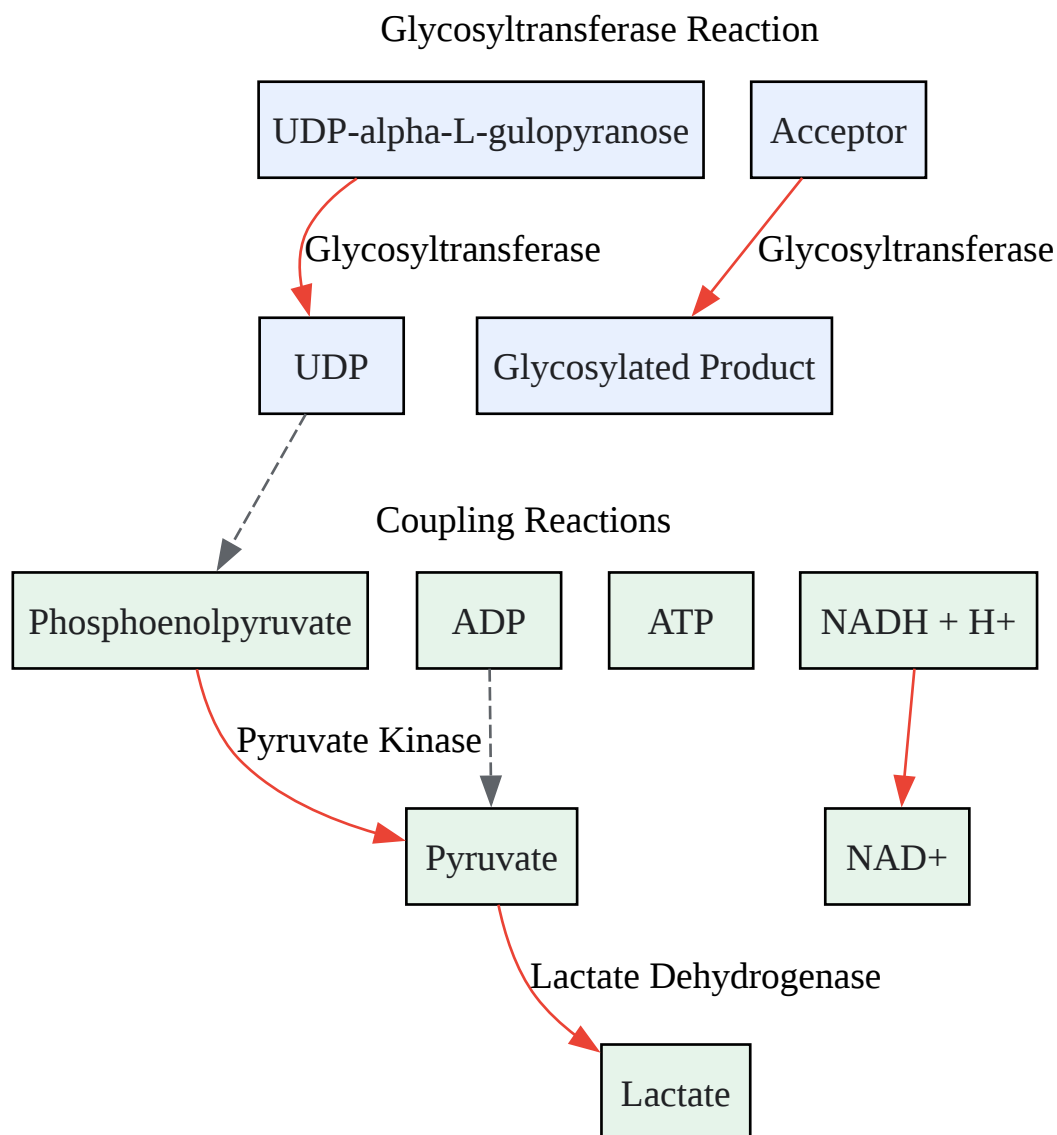 Glycosyltransferase Reaction
UDP-alpha-L-gulopyranose
Acceptor
Glycosyltransferase
Glycosyltransferase
UDP
Glycosylated Product
Coupling Reactions
Phosphoenolpyruvate
ADP
ATP
NADH + H+
Pyruvate Kinase
Pyruvate
NAD+
Lactate Dehydrogenase
Lactate